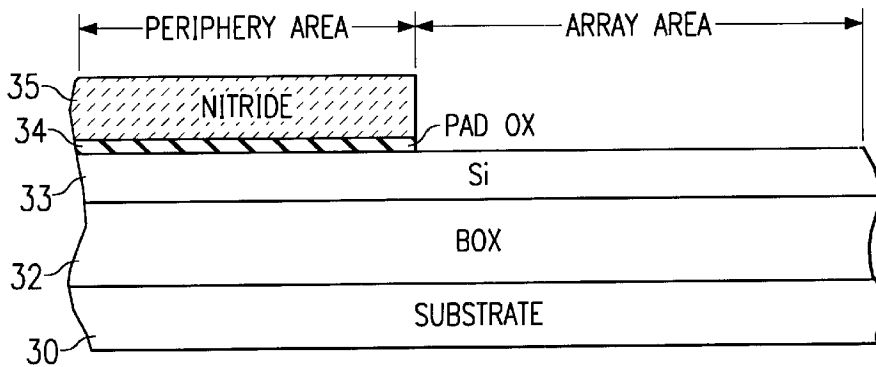 PERIPHERY AREA
ARRAY AREA
35
NITRIDE
34
PAD OX
Si
33
BOX
32
SUBSTRATE
30